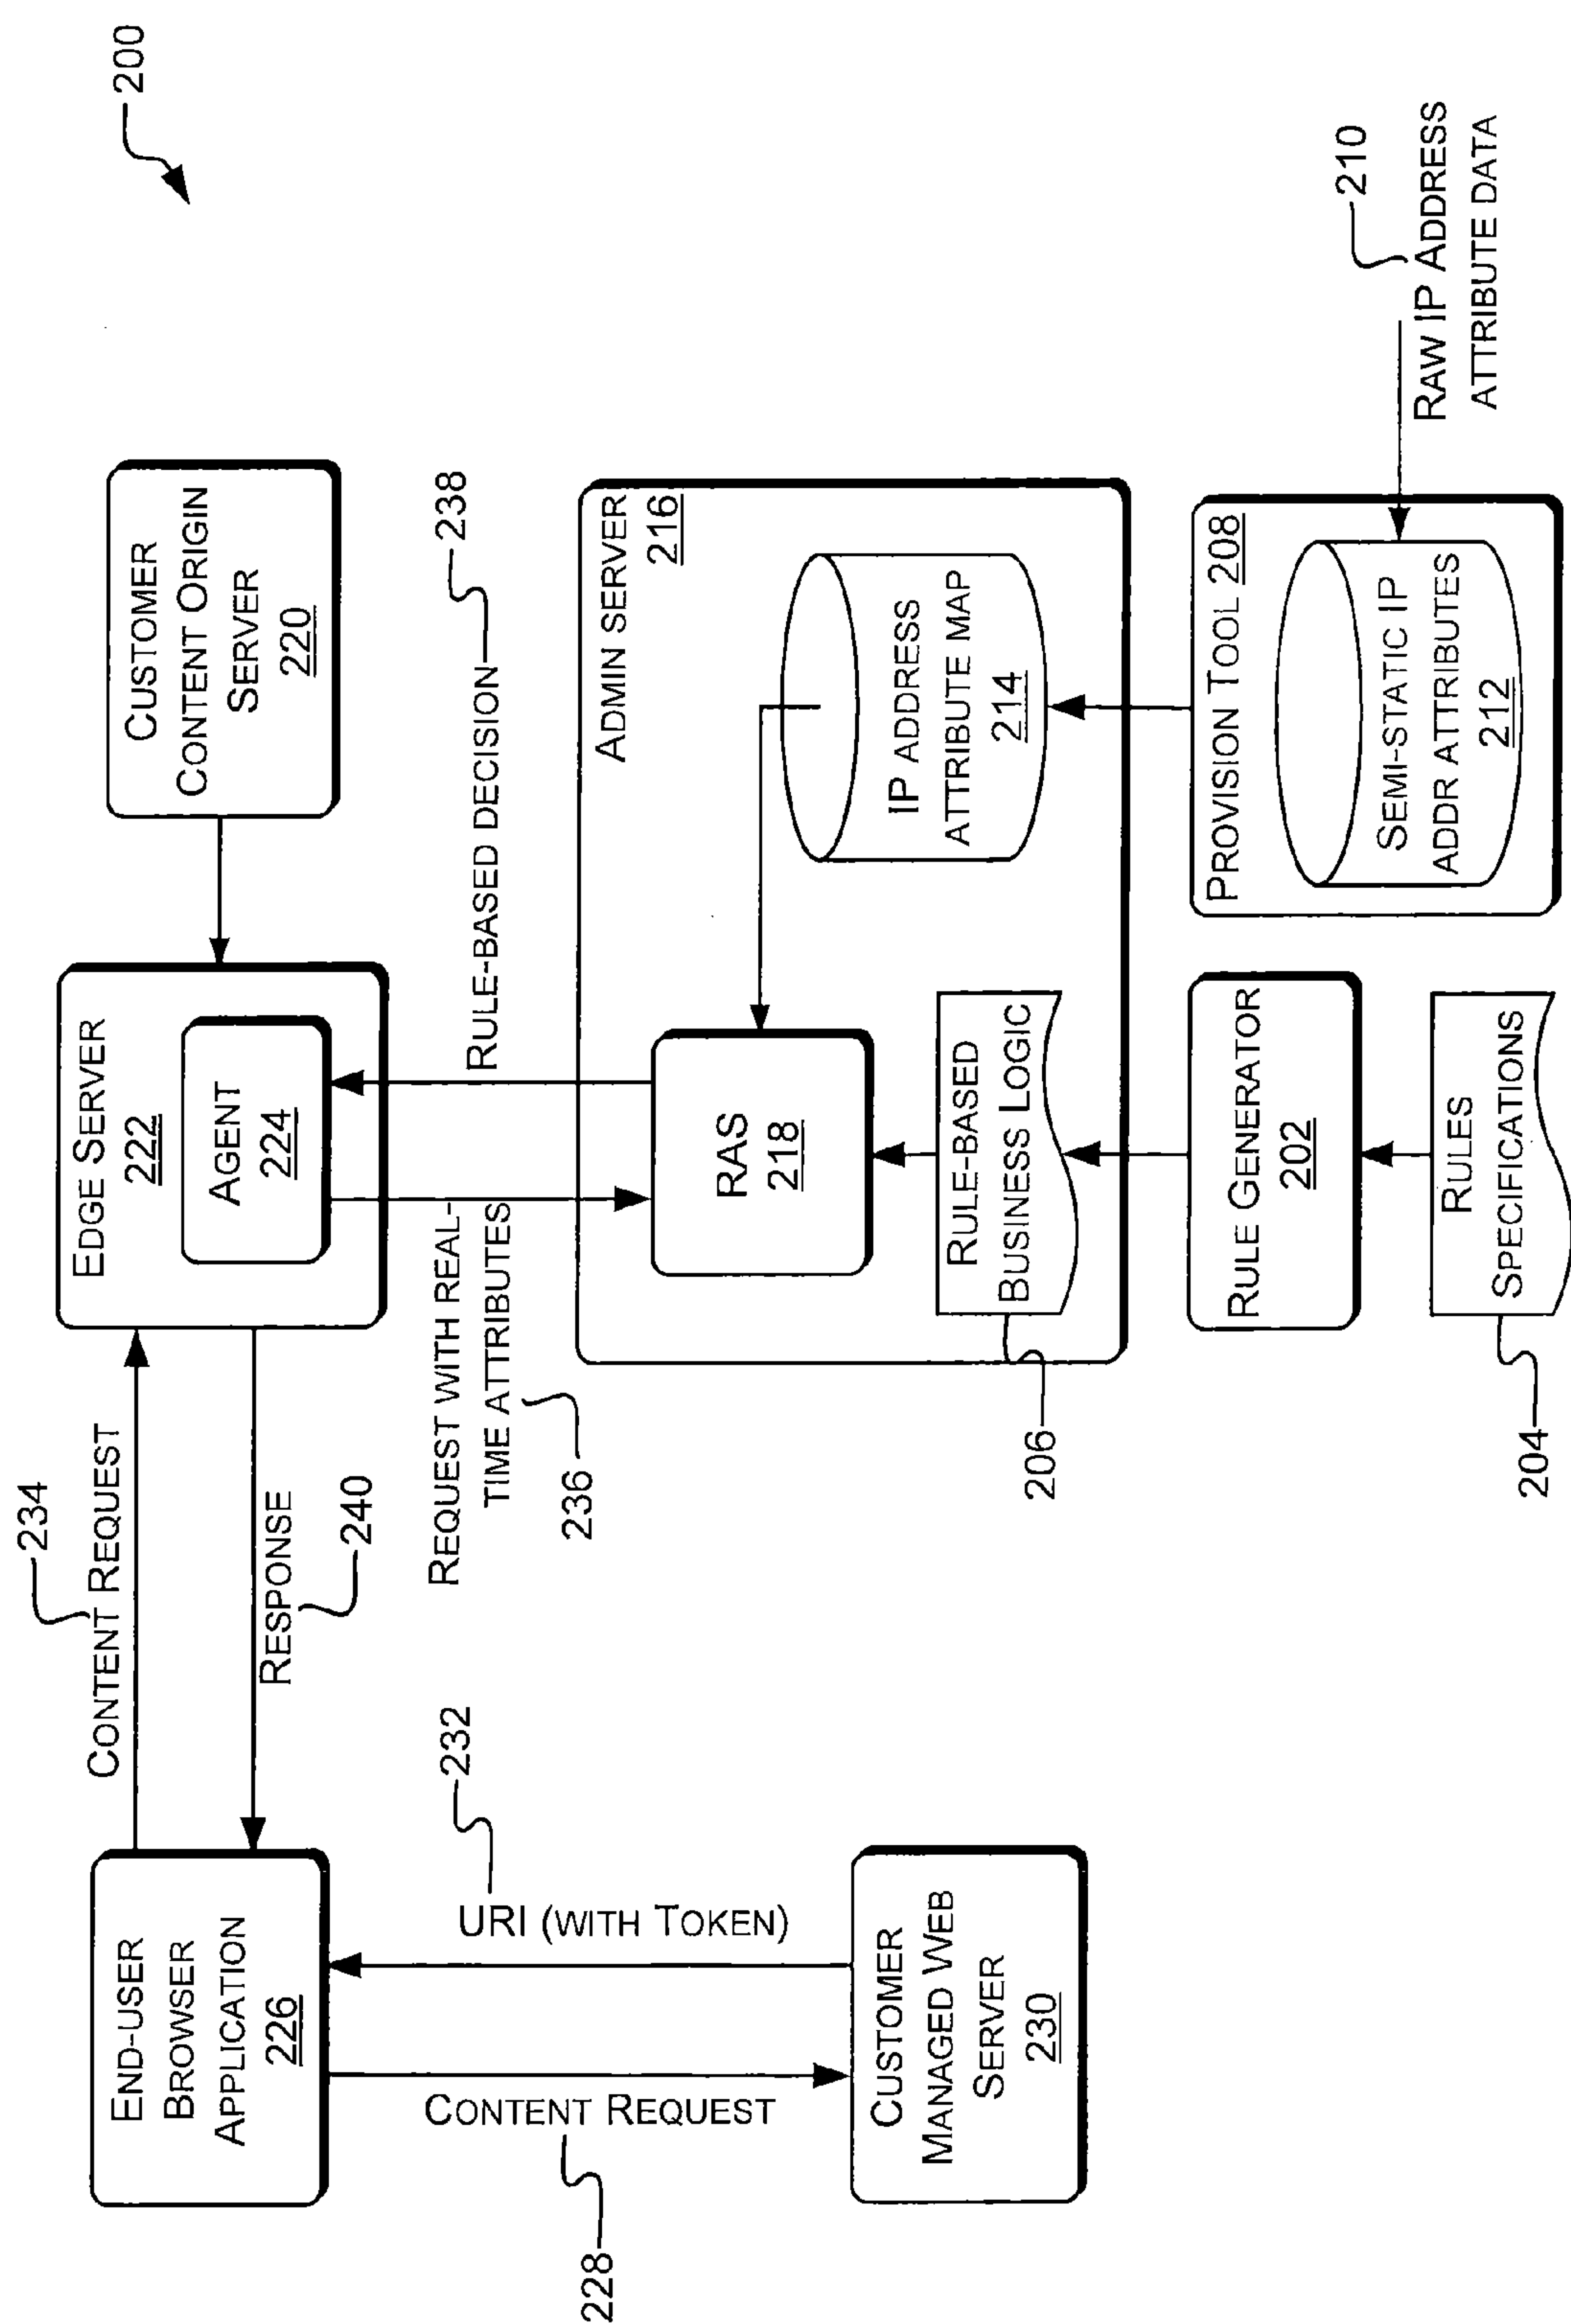 200
234
CONTENT REQUEST
END-USER
BROWSER
APPLICATION
226
RESPONSE
240
EDGE SERVER
222
AGENT
224
CUSTOMER
CONTENT ORIGIN
SERVER
220
URI (WITH TOKEN)
232
CONTENT REQUEST
228
REQUEST WITH REAL-
TIME ATTRIBUTES
236
RULE-BASED DECISION
238
CUSTOMER
MANAGED WEB
SERVER
230
ADMIN SERVER
216
RAS
218
IP ADDRESS
ATTRIBUTE MAP
214
RULE-BASED
BUSINESS LOGIC
206
RULE GENERATOR
202
PROVISION TOOL 208
SEMI-STATIC IP
ADDR ATTRIBUTES
212
210
RAW IP ADDRESS
ATTRIBUTE DATA
RULES
SPECIFICATIONS
204